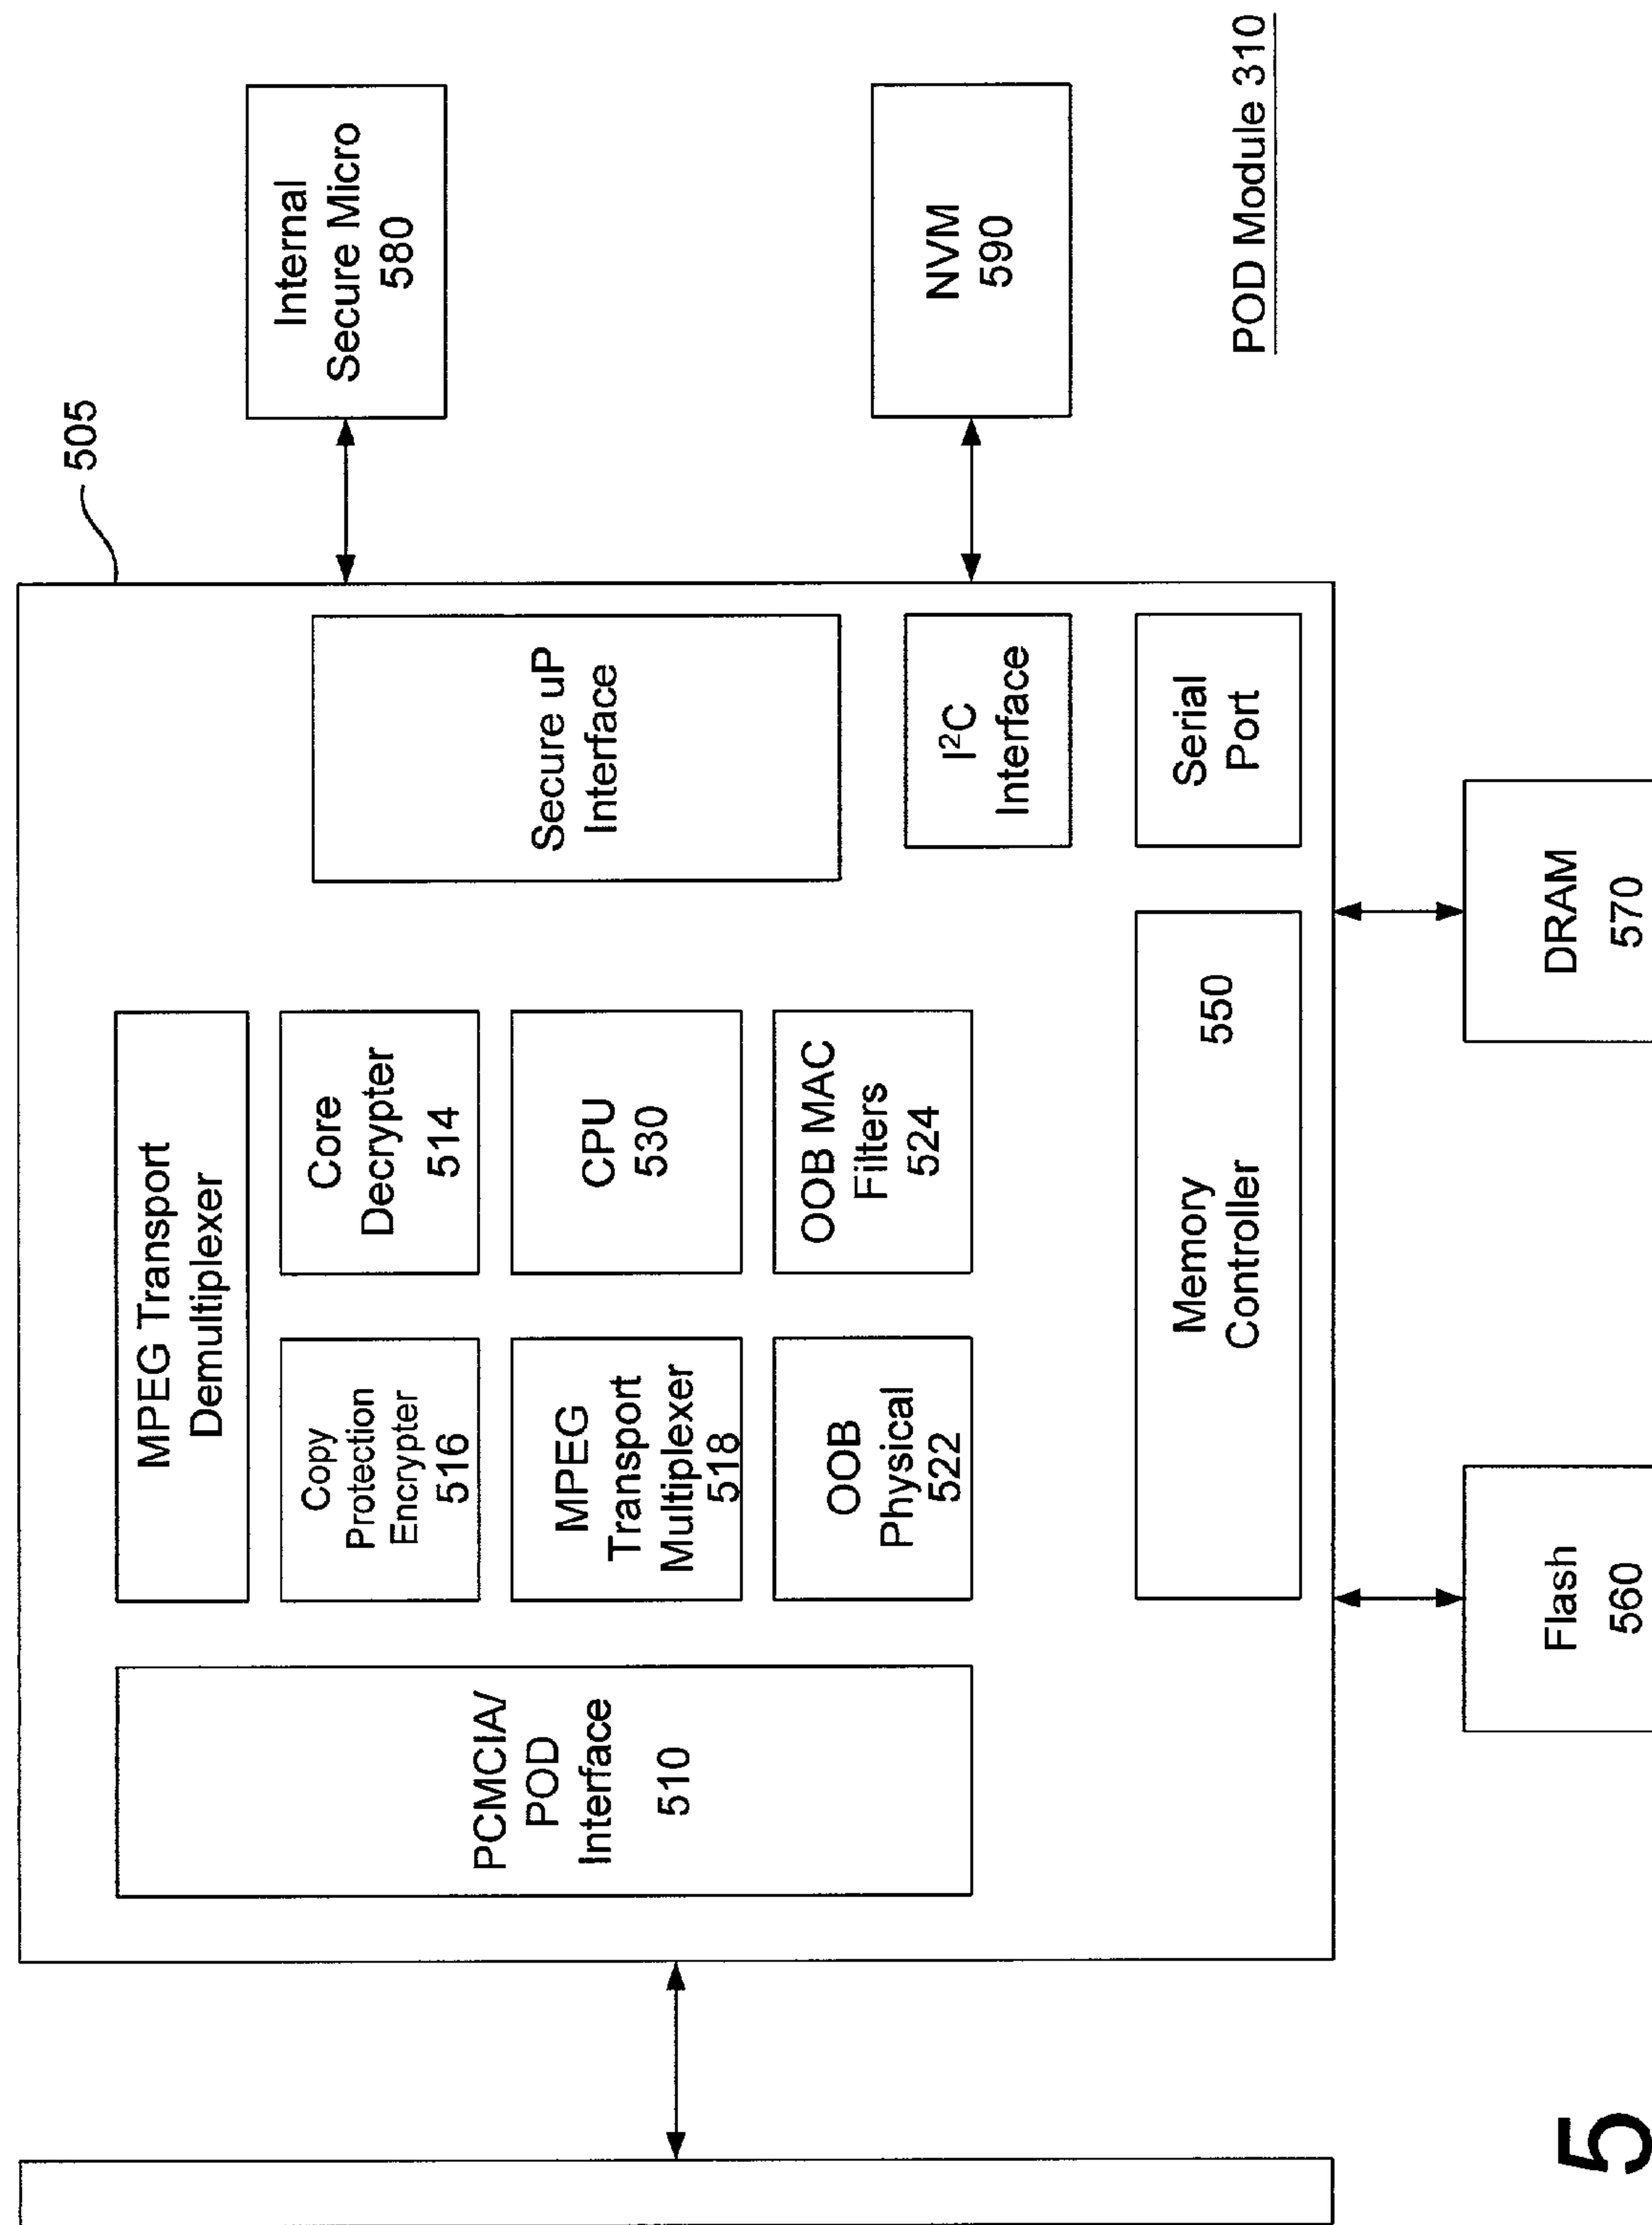 505
MPEG Transport
Demultiplexer
PCMCIA/
POD
Interface
510
Copy
Protection
Encrypter
516
Core
Decrypter
514
MPEG
Transport
Multiplexer
518
CPU
530
OOB
Physical
522
OOB MAC
Filters
524
Secure uP
Interface
I²C
Interface
Serial
Port
Memory
Controller
550
Internal
Secure Micro
580
NVM
590
Flash
560
DRAM
570
POD Module 310
5